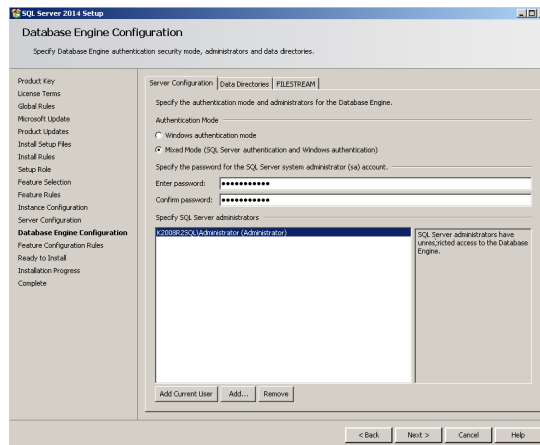 SQL Server 2014 Setup
Database Engine Configuration
Specify Database Engine authentication security mode, administrators and data directories.
Product Key
License Terms
Global Rules
Microsoft Update
Product Updates
Install Setup Files
Install Rules
Setup Role
Feature Selection
Feature Rules
Instance Configuration
Server Configuration
Database Engine Configuration
Feature Configuration Rules
Ready to Install
Installation Progress
Complete
Server Configuration Data Directories FILESTREAM
Specify the authentication mode and administrators for the Database Engine.
Authentication Mode
Windows authentication mode
Mixed Mode (SQL Server authentication and Windows authentication)
Specify the password for the SQL Server system administrator (sa) account.
Enter password: ●●●●●●●●●●●
Confirm password: ●●●●●●●●●●●
Specify SQL Server administrators
K2008R2SQL\Administrator (Administrator)
SQL Server administrators have
unrestricted access to the Database
Engine.
Add Current User Add... Remove
< Back Next > Cancel Help